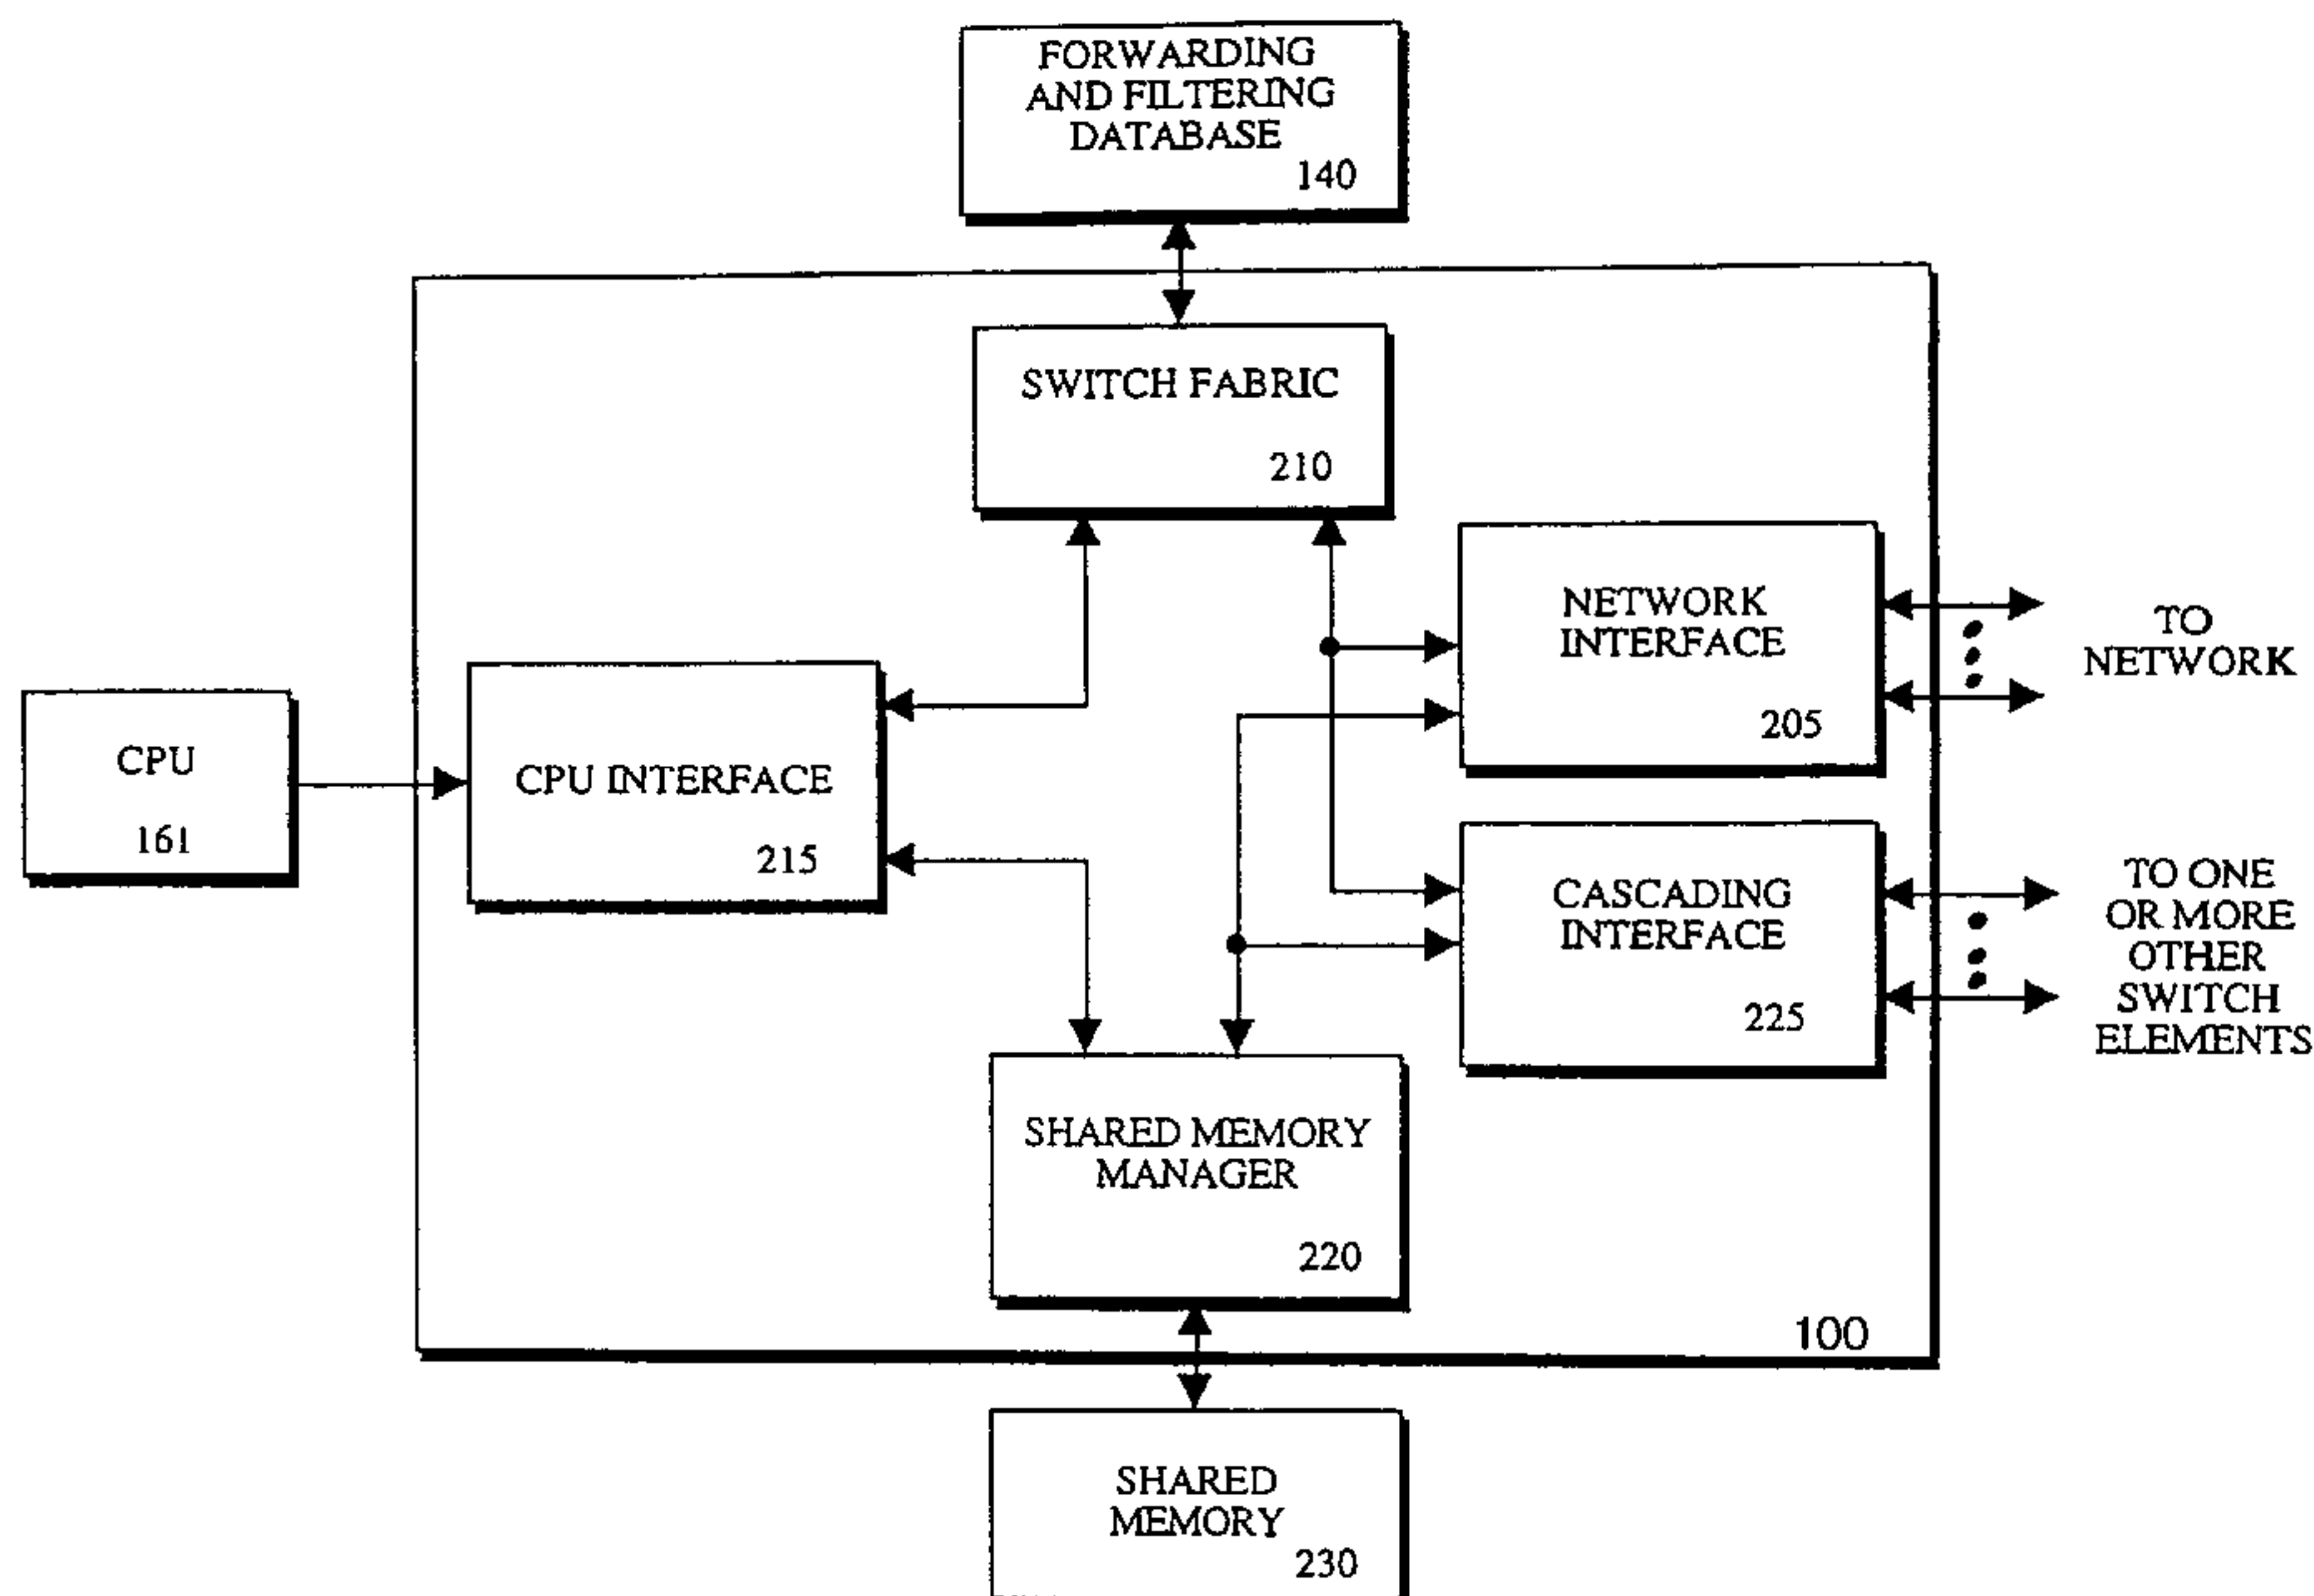 FORWARDING
AND FILTERING
DATABASE
140
SWITCH FABRIC
210
NETWORK
INTERFACE
205
TO
NETWORK
CPU
161
CPU INTERFACE
215
CASCADING
INTERFACE
225
TO ONE
OR MORE
OTHER
SWITCH
ELEMENTS
SHARED MEMORY
MANAGER
220
100
SHARED
MEMORY
230